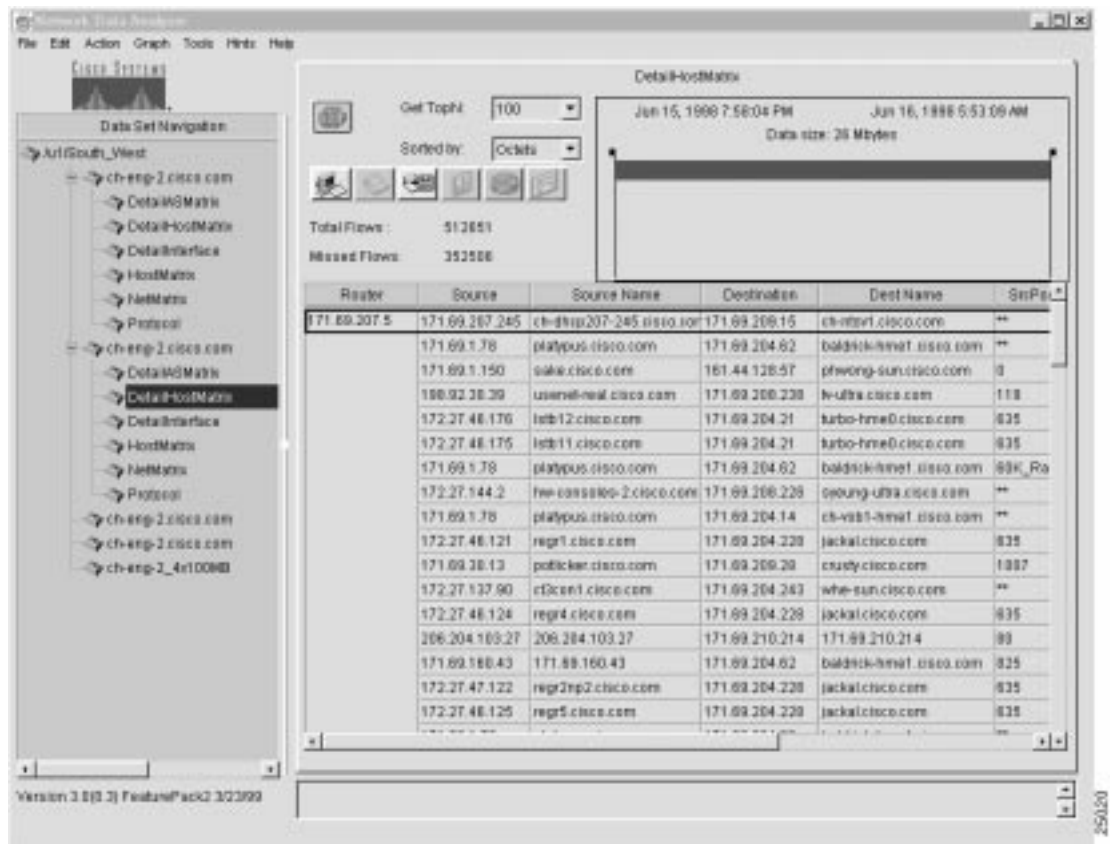 Network Data Analyzer
File Edit Action Graph Tools Hints Help
CISCO SYSTEMS
Data Set Navigation
/u1/South_West
ch-eng-2.cisco.com
DetailASMatrix
DetailHostMatrix
DetailInterface
HostMatrix
NetMatrix
Protocol
ch-eng-2.cisco.com
DetailASMatrix
DetailHostMatrix
DetailInterface
HostMatrix
NetMatrix
Protocol
ch-eng-2.cisco.com
ch-eng-2.cisco.com
ch-eng-2_4x100MB
Version 3.0(0.3) FeaturePack2 3/23/99
DetailHostMatrix
Get TopN: 100
Sorted by: Octets
Jun 15, 1998 7:58:04 PM Jun 16, 1998 5:53:09 AM
Data size: 26 Mbytes
Total Flows : 512651
Missed Flows:
Router Source Source Name Destination Dest Name
171.69.207.5 171.69.207.245 171.69.209.15 ch-ntsv1.cisco.com **
171.69.1.78 platypus.cisco.com 171.69.204.62 baldrick-hme1.cisco.com **
171.69.1.150 sake.cisco.com 161.44.128.57 phwong-sun.cisco.com 0
171.69.208.238 119
172.27.46.176 lstb12.cisco.com 171.69.204.21 turbo-hme0.cisco.com 635
172.27.46.175 lstb11.cisco.com 171.69.204.21 turbo-hme0.cisco.com 635
171.69.1.78 platypus.cisco.com 171.69.204.62 baldrick-hme1.cisco.com
172.27.144.2 hw-consoles-2.cisco.com 171.69.208.228 syoung-ultra.cisco.com **
171.69.1.78 platypus.cisco.com 171.69.204.14 **
172.27.46.121 regr1.cisco.com 171.69.204.228 jackal.cisco.com 635
potlicker.cisco.com 171.69.209.28 crusty.cisco.com
172.27.137.90 ct3con1.cisco.com 171.69.204.243 whe-sun.cisco.com **
172.27.46.124 regr4.cisco.com 171.69.204.228 jackal.cisco.com 635
206.204.103.27 206.204.103.27 171.69.210.214 171.69.210.214 80
171.69.160.43 171.69.160.43 171.69.204.62 baldrick-hme1.cisco.com
172.27.47.122 regr2np2.cisco.com 171.69.204.228 jackal.cisco.com 635
172.27.46.125 regr5.cisco.com 171.69.204.228 jackal.cisco.com 635
25020